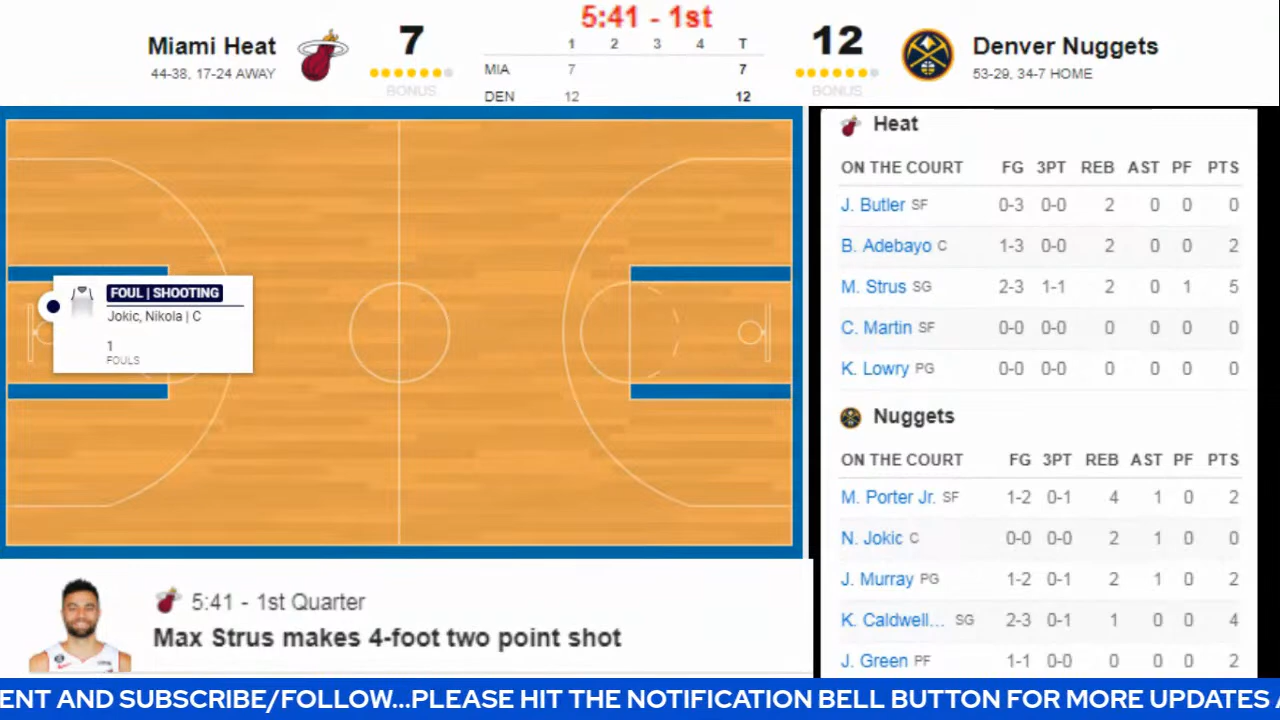 5:41 - 1st
Miami Heat
44-38, 17-24 AWAY
7
BONUS
1 2 3 4 T
MIA 7 7
DEN 12 12
12
BONUS
Denver Nuggets
53-29, 34-7 HOME
FOUL | SHOOTING
Jokic, Nikola | C
1
FOULS
5:41 - 1st Quarter
Max Strus makes 4-foot two point shot
Heat
ON THE COURT FG 3PT REB AST PF PTS
J. Butler SF 0-3 0-0 2 0 0 0
B. Adebayo C 1-3 0-0 2 0 0 2
M. Strus SG 2-3 1-1 2 0 1 5
C. Martin SF 0-0 0-0 0 0 0 0
K. Lowry PG 0-0 0-0 0 0 0 0
Nuggets
ON THE COURT FG 3PT REB AST PF PTS
M. Porter Jr. SF 1-2 0-1 4 1 0 2
N. Jokic C 0-0 0-0 2 1 0 0
J. Murray PG 1-2 0-1 2 1 0 2
K. Caldwell... SG 2-3 0-1 1 0 0 4
J. Green PF 1-1 0-0 0 0 0 2
ENT AND SUBSCRIBE/FOLLOW...PLEASE HIT THE NOTIFICATION BELL BUTTON FOR MORE UPDATES A